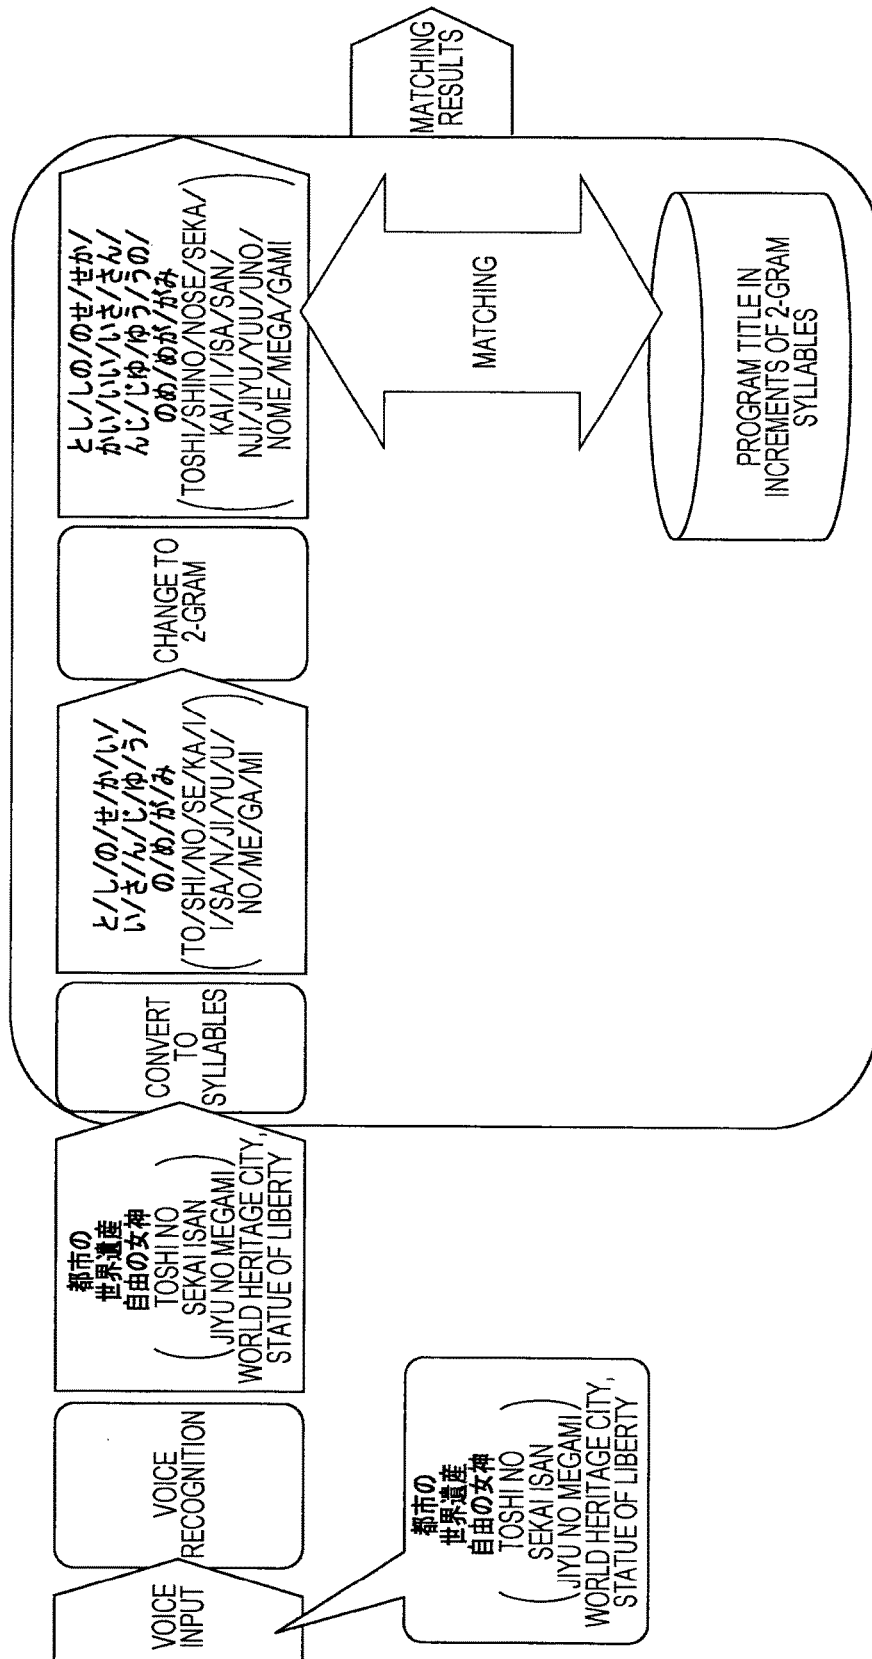 VOICE
INPUT
都市の
世界遺産
自由の女神
TOSHI NO
SEKAI ISAN
JIYU NO MEGAMI
WORLD HERITAGE CITY,
STATUE OF LIBERTY
VOICE
RECOGNITION
都市の
世界遺産
自由の女神
TOSHI NO
SEKAI ISAN
JIYU NO MEGAMI
WORLD HERITAGE CITY,
STATUE OF LIBERTY
CONVERT
TO
SYLLABLES
と/し/の/せ/か/い/
い/さ/ん/じ/ゆ/う/
の/め/が/み
(TO/SHI/NO/SE/KA/I/
I/SA/N/JI/YU/U/
NO/ME/GA/MI)
CHANGE TO
2-GRAM
とし/しの/のせ/せか/
かい/いい/いさ/さん/
んじ/じゆ/ゆう/うの/
のめ/めが/がみ
(TOSHI/SHINO/NOSE/SEKA/
KAI/II/ISA/SAN/
NJI/JIYU/YUU/UNO/
NOME/MEGA/GAMI)
MATCHING
PROGRAM TITLE IN
INCREMENTS OF 2-GRAM
SYLLABLES
MATCHING
RESULTS